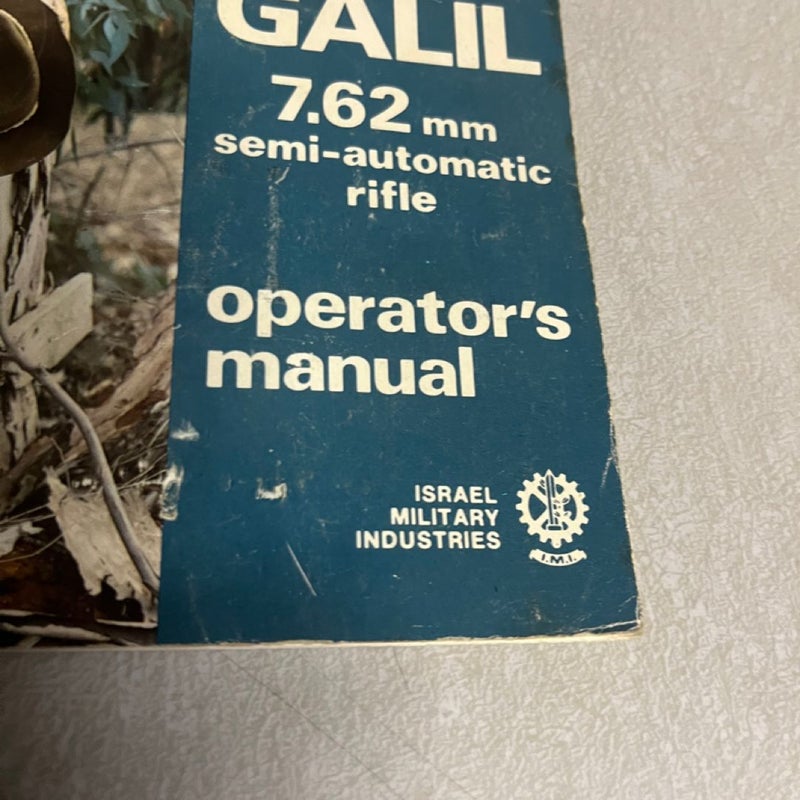 GALIL
7.62 mm
semi-automatic
rifle
operator's
manual
ISRAEL
MILITARY
INDUSTRIES
I.M.I.